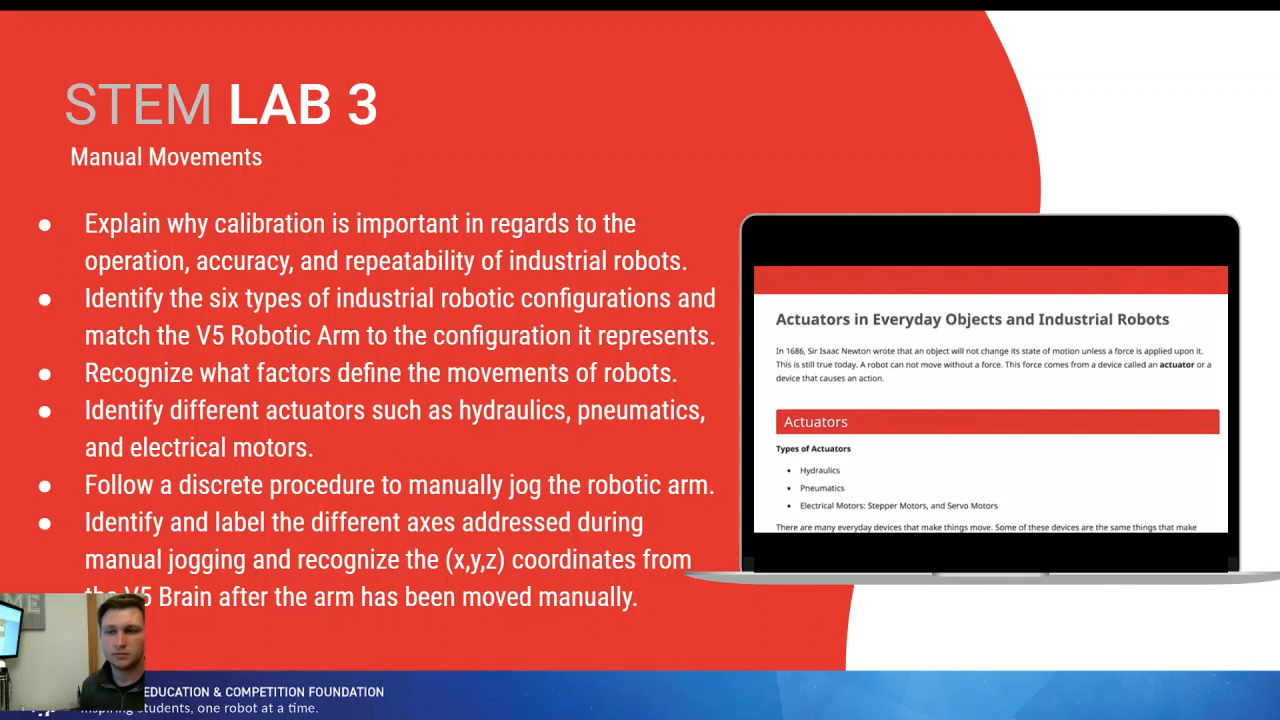 STEM LAB 3
Manual Movements
● Explain why calibration is important in regards to the
operation, accuracy, and repeatability of industrial robots.
● Identify the six types of industrial robotic configurations and
match the V5 Robotic Arm to the configuration it represents.
● Recognize what factors define the movements of robots.
● Identify different actuators such as hydraulics, pneumatics,
and electrical motors.
● Follow a discrete procedure to manually jog the robotic arm.
● Identify and label the different axes addressed during
manual jogging and recognize the (x,y,z) coordinates from
the V5 Brain after the arm has been moved manually.
Actuators in Everyday Objects and Industrial Robots
In 1686, Sir Isaac Newton wrote that an object will not change its state of motion unless a force is applied upon it.
This is still true today. A robot can not move without a force. This force comes from a device called an actuator or a
device that causes an action.
Actuators
Types of Actuators
• Hydraulics
• Pneumatics
• Electrical Motors: Stepper Motors, and Servo Motors
There are many everyday devices that make things move. Some of these devices are the same things that make
EDUCATION & COMPETITION FOUNDATION
students, one robot at a time.